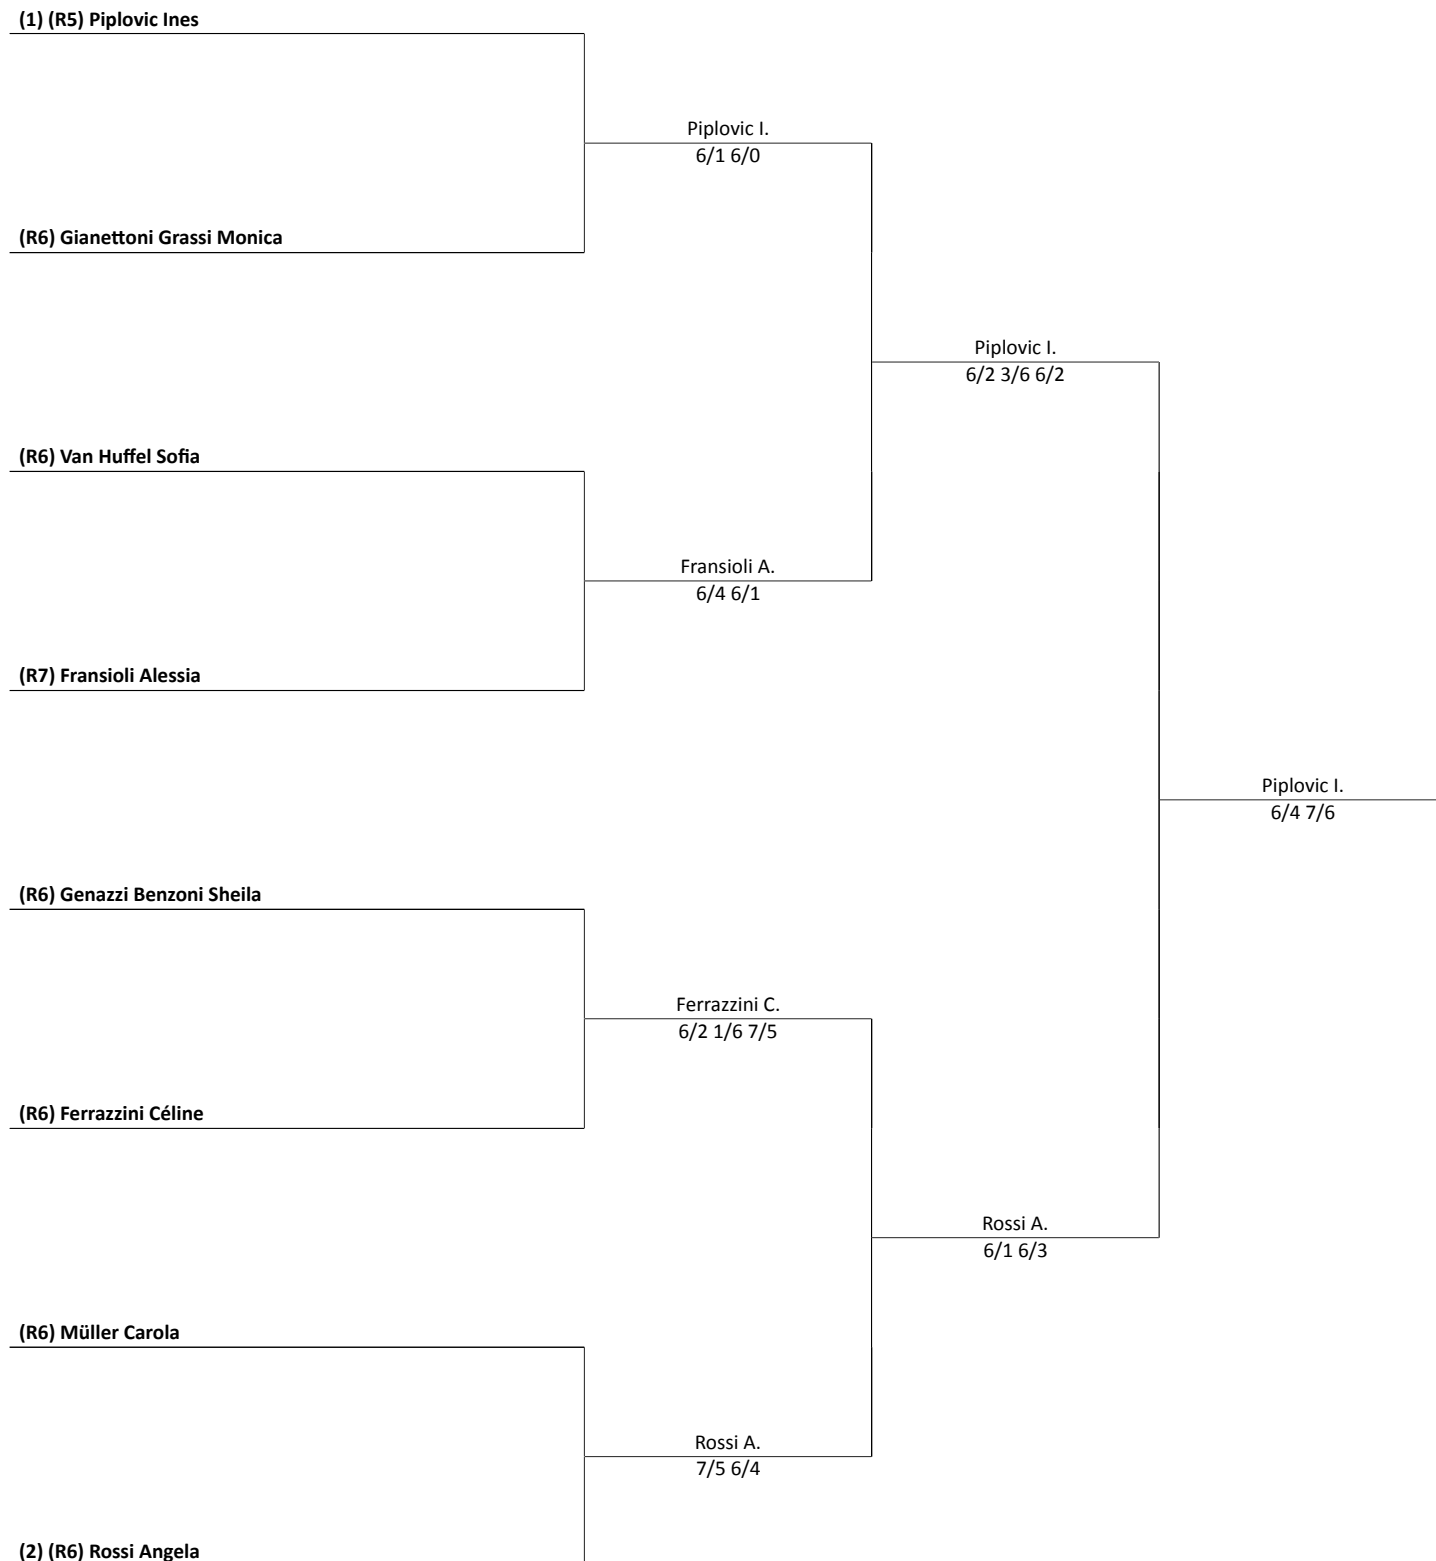 (1) (R5) Piplovic Ines
Piplovic I.
6/1 6/0
(R6) Gianettoni Grassi Monica
Piplovic I.
6/2 3/6 6/2
(R6) Van Huffel Sofia
Fransioli A.
6/4 6/1
(R7) Fransioli Alessia
Piplovic I.
6/4 7/6
(R6) Genazzi Benzoni Sheila
Ferrazzini C.
6/2 1/6 7/5
(R6) Ferrazzini Céline
Rossi A.
6/1 6/3
(R6) Müller Carola
Rossi A.
7/5 6/4
(2) (R6) Rossi Angela